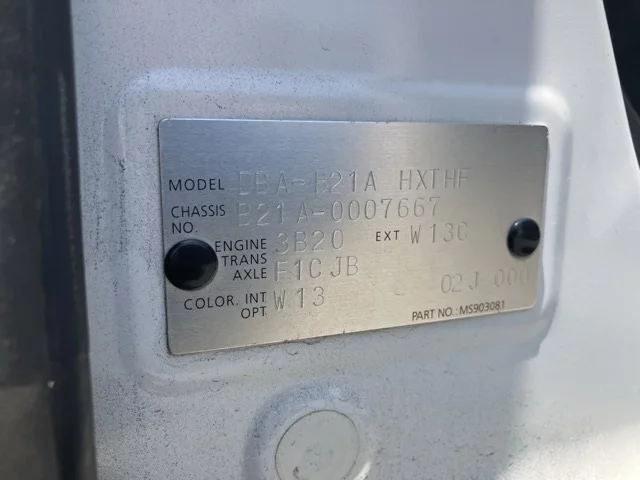 MODEL DBA-B21A HXTHF
CHASSIS NO. B21A-0007667
ENGINE 3B20 EXT W13C
TRANS AXLE F1CJB
COLOR. INT OPT W13 02J 000
PART NO.: MS903081